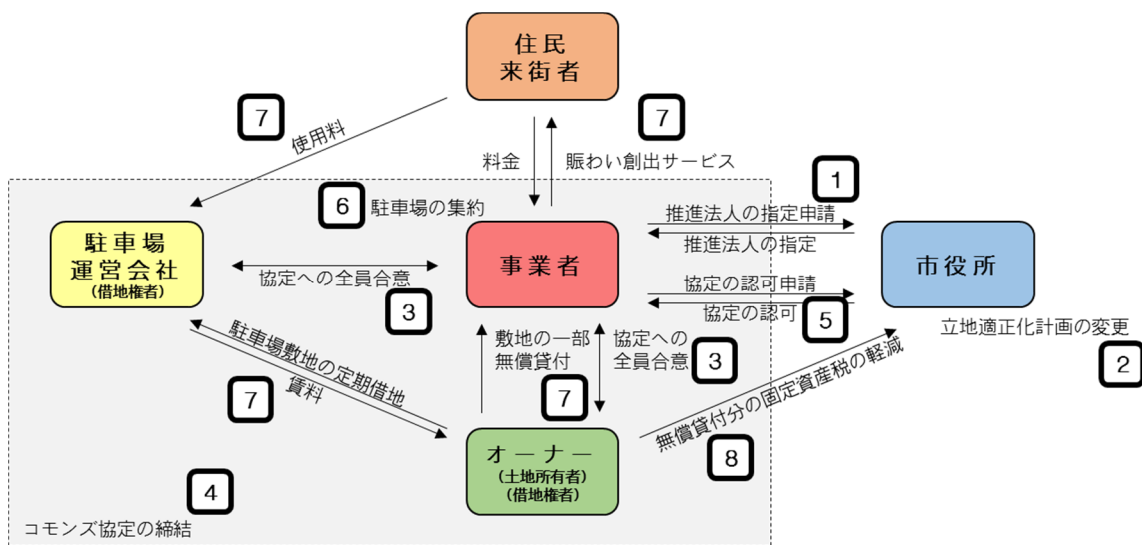 住民
来街者
7
使用料
7
料金
賑わい創出サービス
1
6
駐車場の集約
推進法人の指定申請
推進法人の指定
駐車場
運営会社
(借地権者)
事業者
市役所
協定への全員合意
3
協定の認可申請
協定の認可
5
立地適正化計画の変更
2
敷地の一部
無償貸付
協定への
全員合意
3
駐車場敷地の定期借地
賃料
7
7
無償貸付分の固定資産税の軽減
8
オーナー
(土地所有者)
(借地権者)
4
コモンズ協定の締結